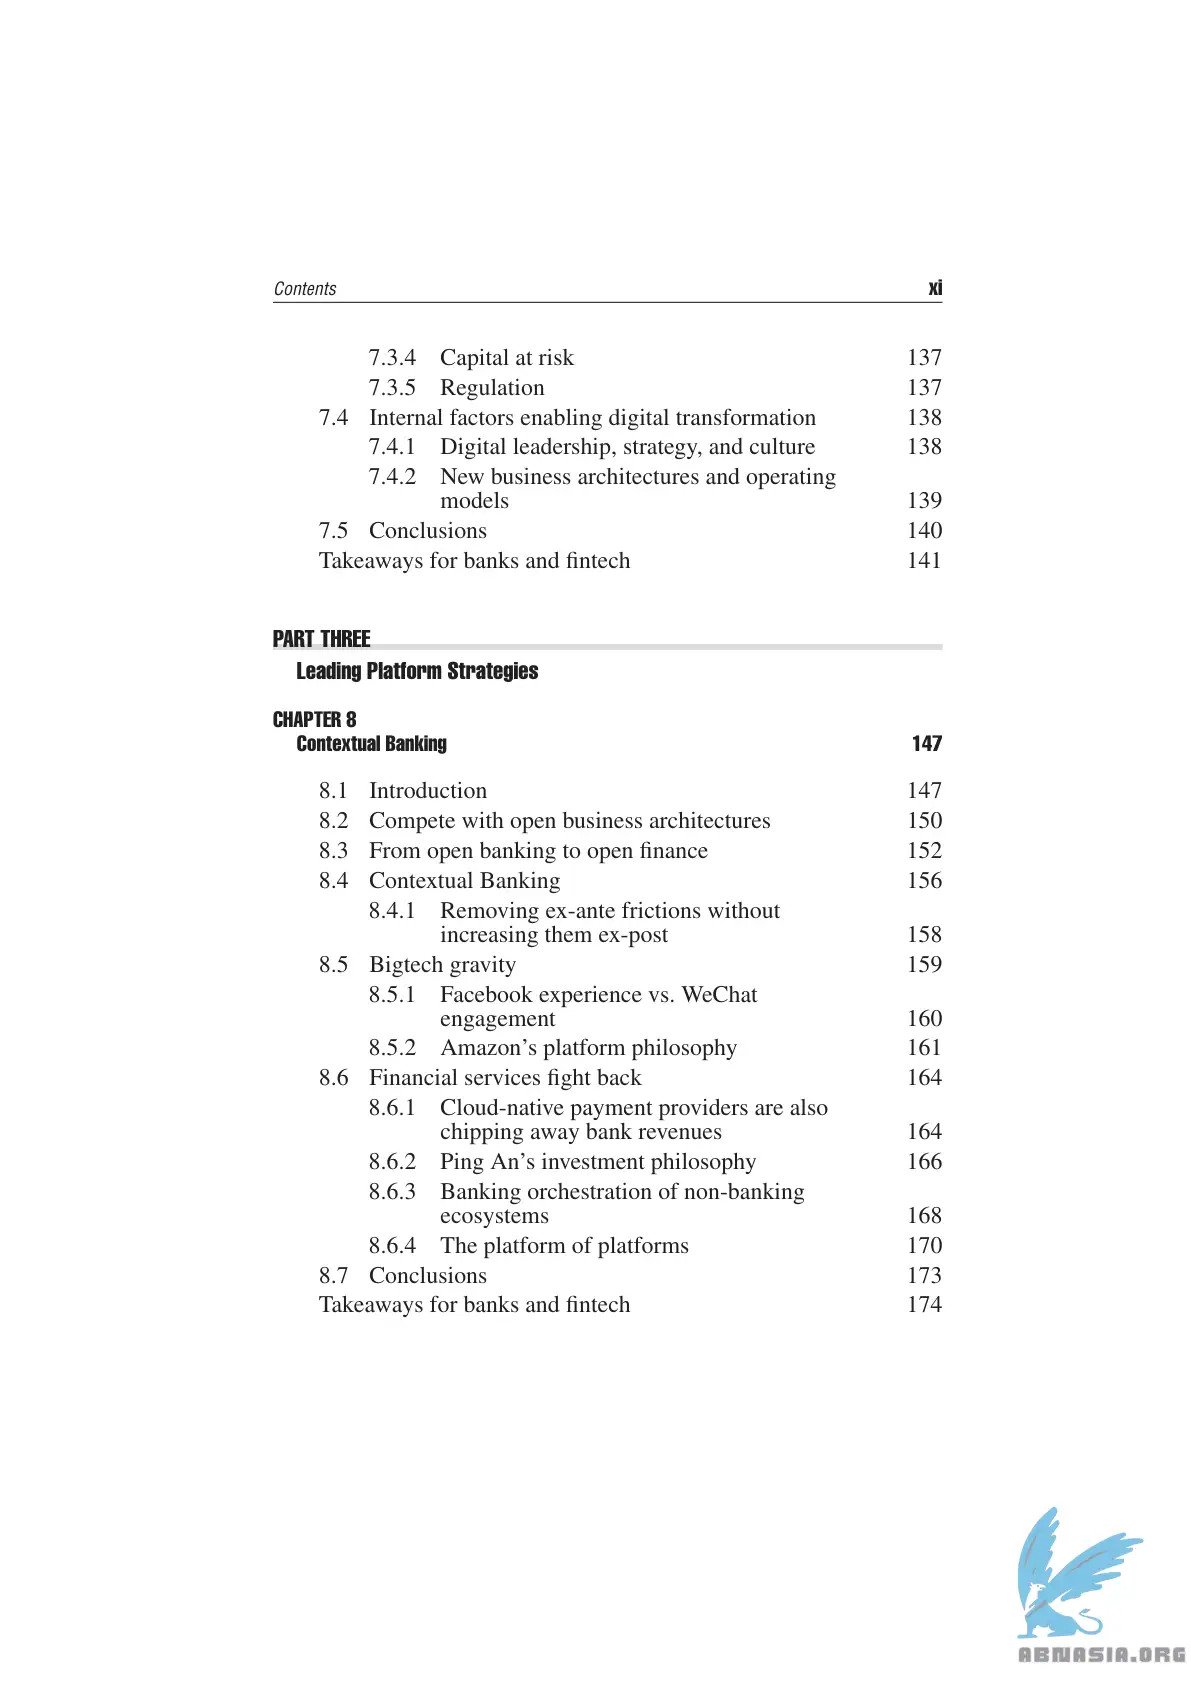 Contents xi
7.3.4 Capital at risk 137
7.3.5 Regulation 137
7.4 Internal factors enabling digital transformation 138
7.4.1 Digital leadership, strategy, and culture 138
7.4.2 New business architectures and operating
models 139
7.5 Conclusions 140
Takeaways for banks and fintech 141
PART THREE
Leading Platform Strategies
CHAPTER 8
Contextual Banking 147
8.1 Introduction 147
8.2 Compete with open business architectures 150
8.3 From open banking to open finance 152
8.4 Contextual Banking 156
8.4.1 Removing ex-ante frictions without
increasing them ex-post 158
8.5 Bigtech gravity 159
8.5.1 Facebook experience vs. WeChat
engagement 160
8.5.2 Amazon’s platform philosophy 161
8.6 Financial services fight back 164
8.6.1 Cloud-native payment providers are also
chipping away bank revenues 164
8.6.2 Ping An’s investment philosophy 166
8.6.3 Banking orchestration of non-banking
ecosystems 168
8.6.4 The platform of platforms 170
8.7 Conclusions 173
Takeaways for banks and fintech 174
ABNASIA.ORG